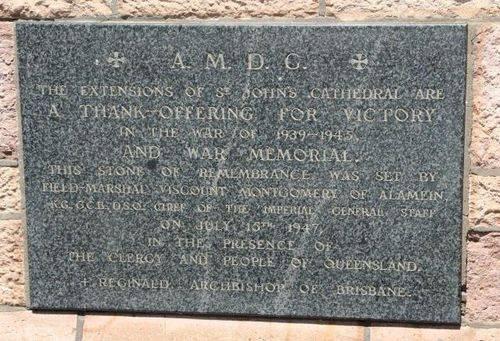 ✠ A. M. D. G. ✠
THE EXTENSIONS OF ST JOHN'S CATHEDRAL ARE
A THANK-OFFERING FOR VICTORY
IN THE WAR OF 1939-1945,
AND WAR MEMORIAL.
THIS STONE OF REMEMBRANCE WAS SET BY
FIELD-MARSHAL VISCOUNT MONTGOMERY OF ALAMEIN
K.G. G.C.B. D.S.O. CHIEF OF THE IMPERIAL GENERAL STAFF
ON JULY 15TH 1947,
IN THE PRESENCE OF
THE CLERGY AND PEOPLE OF QUEENSLAND.
+ REGINALD ARCHBISHOP OF BRISBANE.